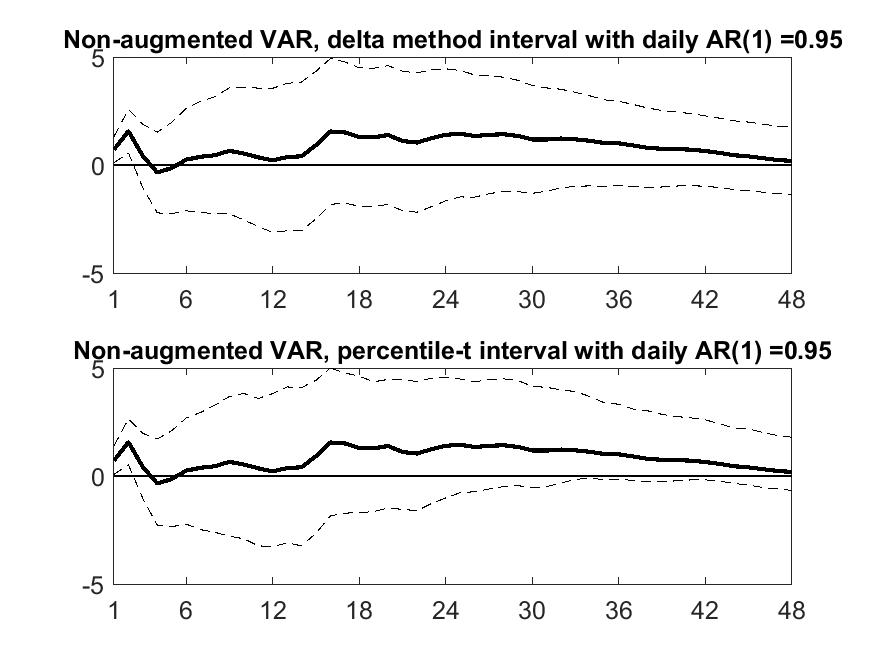 Non-augmented VAR, delta method interval with daily AR(1) =0.95
5
0
-5
1 6 12 18 24 30 36 42 48
Non-augmented VAR, percentile-t interval with daily AR(1) =0.95
5
0
-5
1 6 12 18 24 30 36 42 48